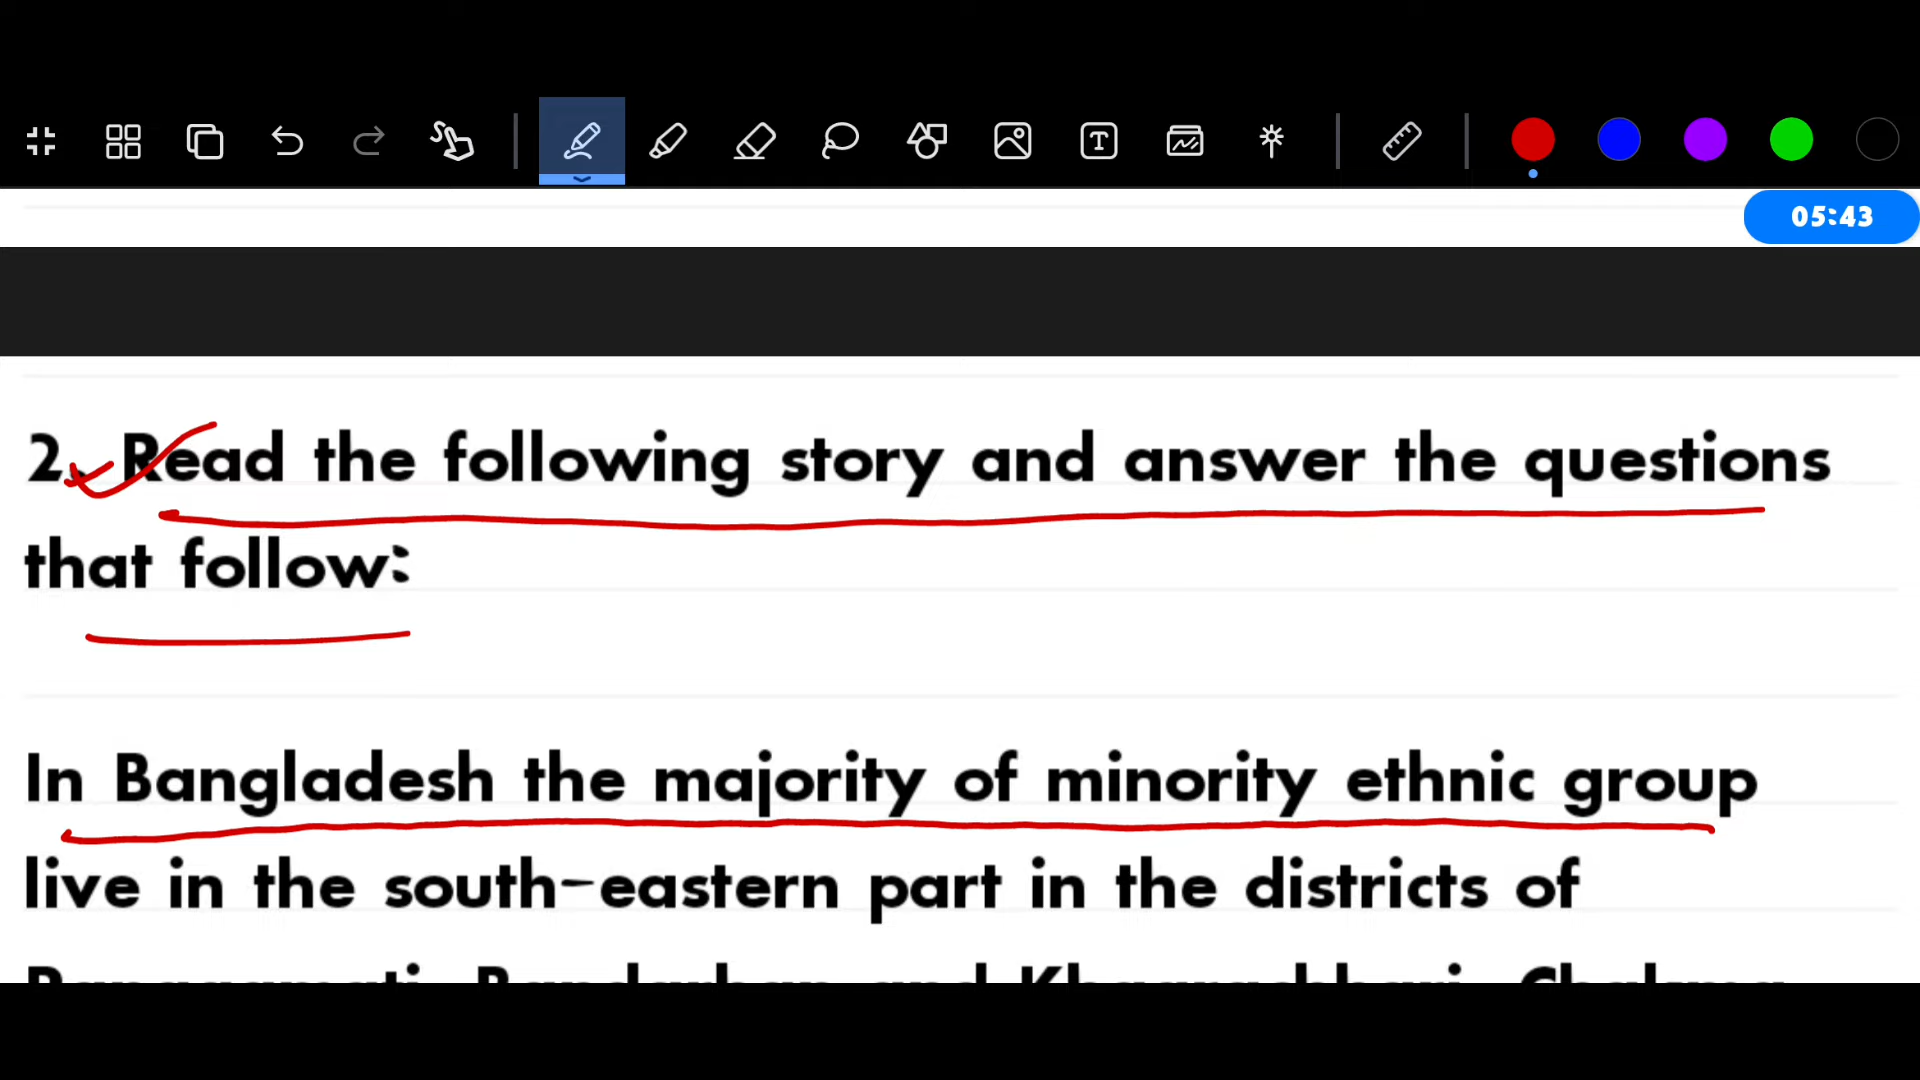 05:43
2. Read the following story and answer the questions
that follow:
In Bangladesh the majority of minority ethnic group
live in the south-eastern part in the districts of